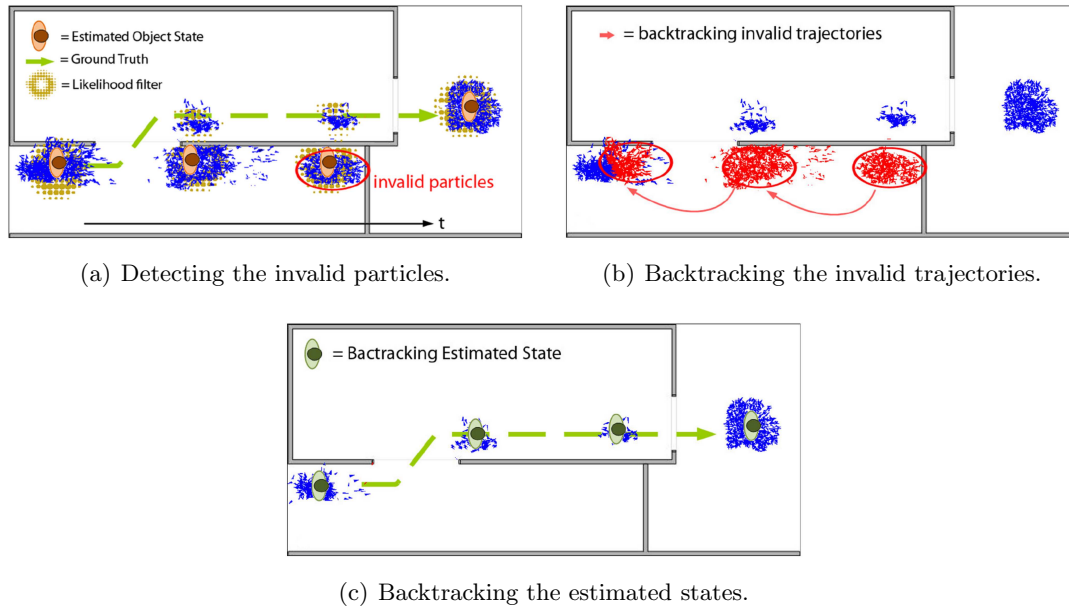 = Estimated Object State
= Ground Truth
= Likelihood filter
invalid particles
t
(a) Detecting the invalid particles.
= backtracking invalid trajectories
(b) Backtracking the invalid trajectories.
= Bactracking Estimated State
(c) Backtracking the estimated states.